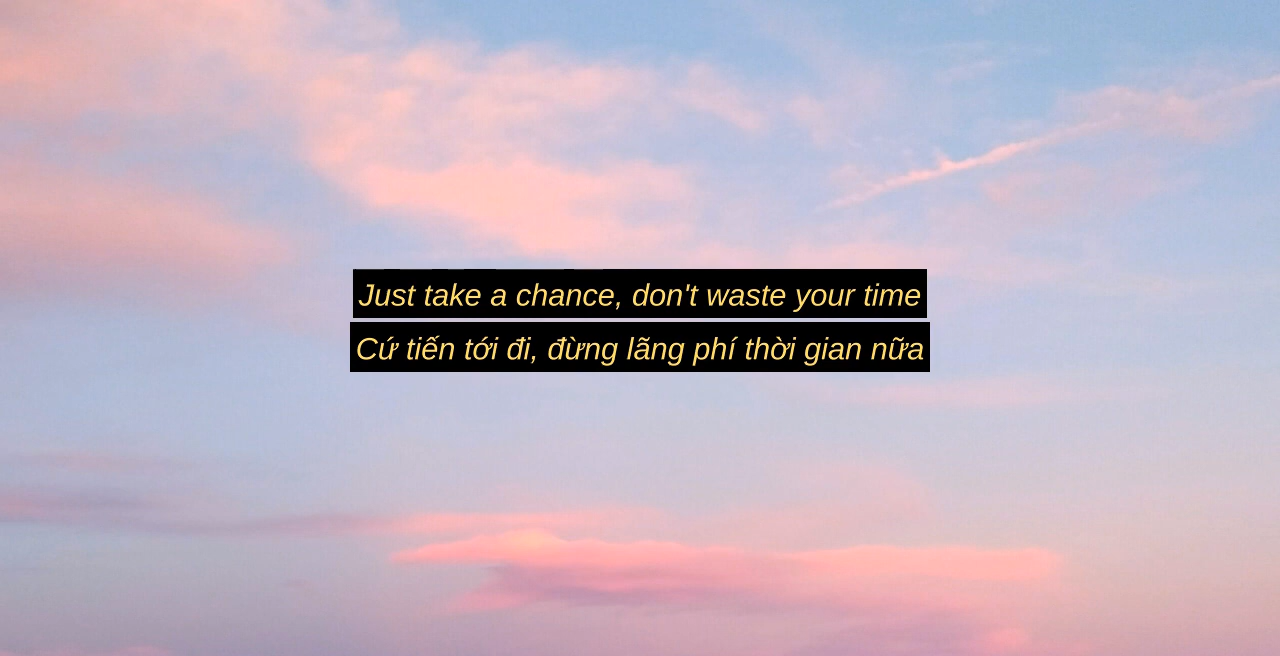 Just take a chance, don't waste your time
Cứ tiến tới đi, đừng lãng phí thời gian nữa